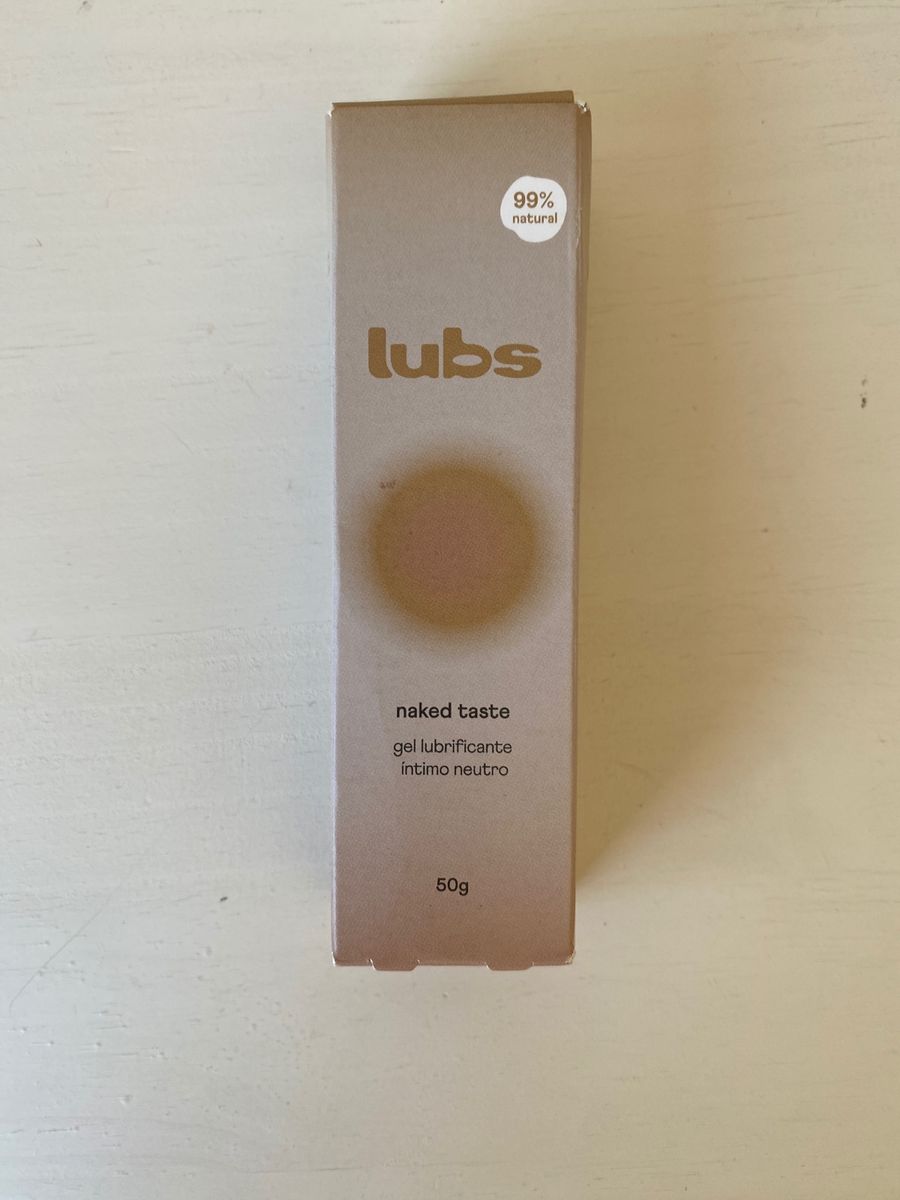 99%
natural
lubs
naked taste
gel lubrificante
íntimo neutro
50g